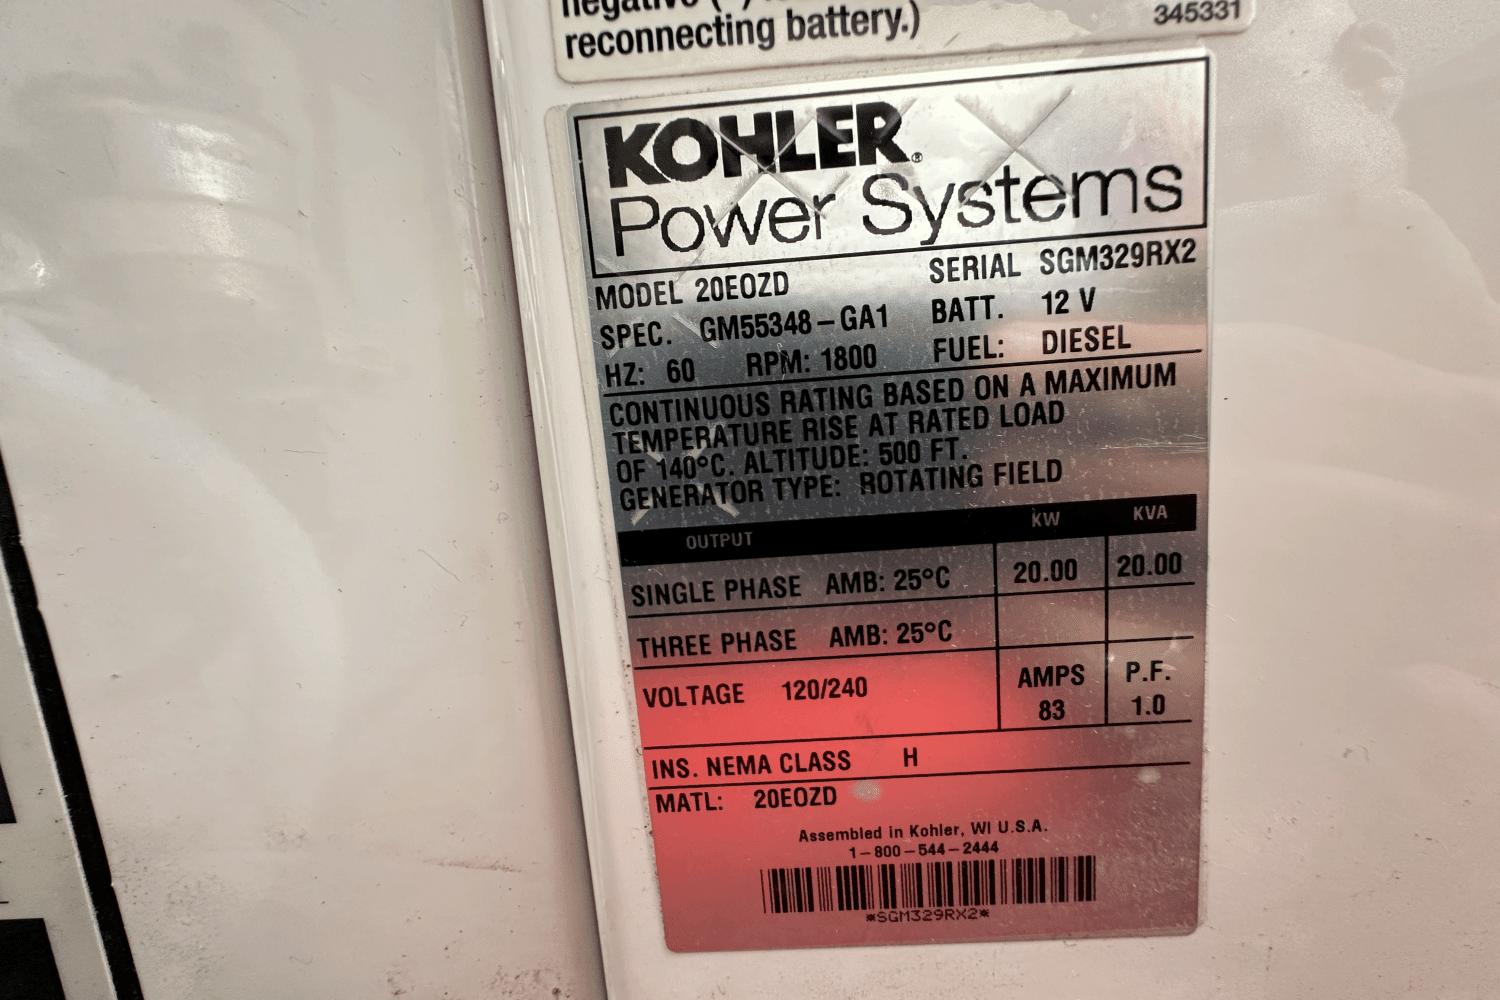 negative
reconnecting battery.)
345331
KOHLER®
Power Systems
MODEL 20EOZD SERIAL SGM329RX2
SPEC. GM55348-GA1 BATT. 12 V
HZ: 60 RPM: 1800 FUEL: DIESEL
CONTINUOUS RATING BASED ON A MAXIMUM
TEMPERATURE RISE AT RATED LOAD
OF 140°C. ALTITUDE: 500 FT.
GENERATOR TYPE: ROTATING FIELD
OUTPUT KW KVA
SINGLE PHASE AMB: 25°C 20.00 20.00
THREE PHASE AMB: 25°C
VOLTAGE 120/240 AMPS P.F.
83 1.0
INS. NEMA CLASS H
MATL: 20EOZD
Assembled in Kohler, WI U.S.A.
1-800-544-2444
*SGM329RX2*